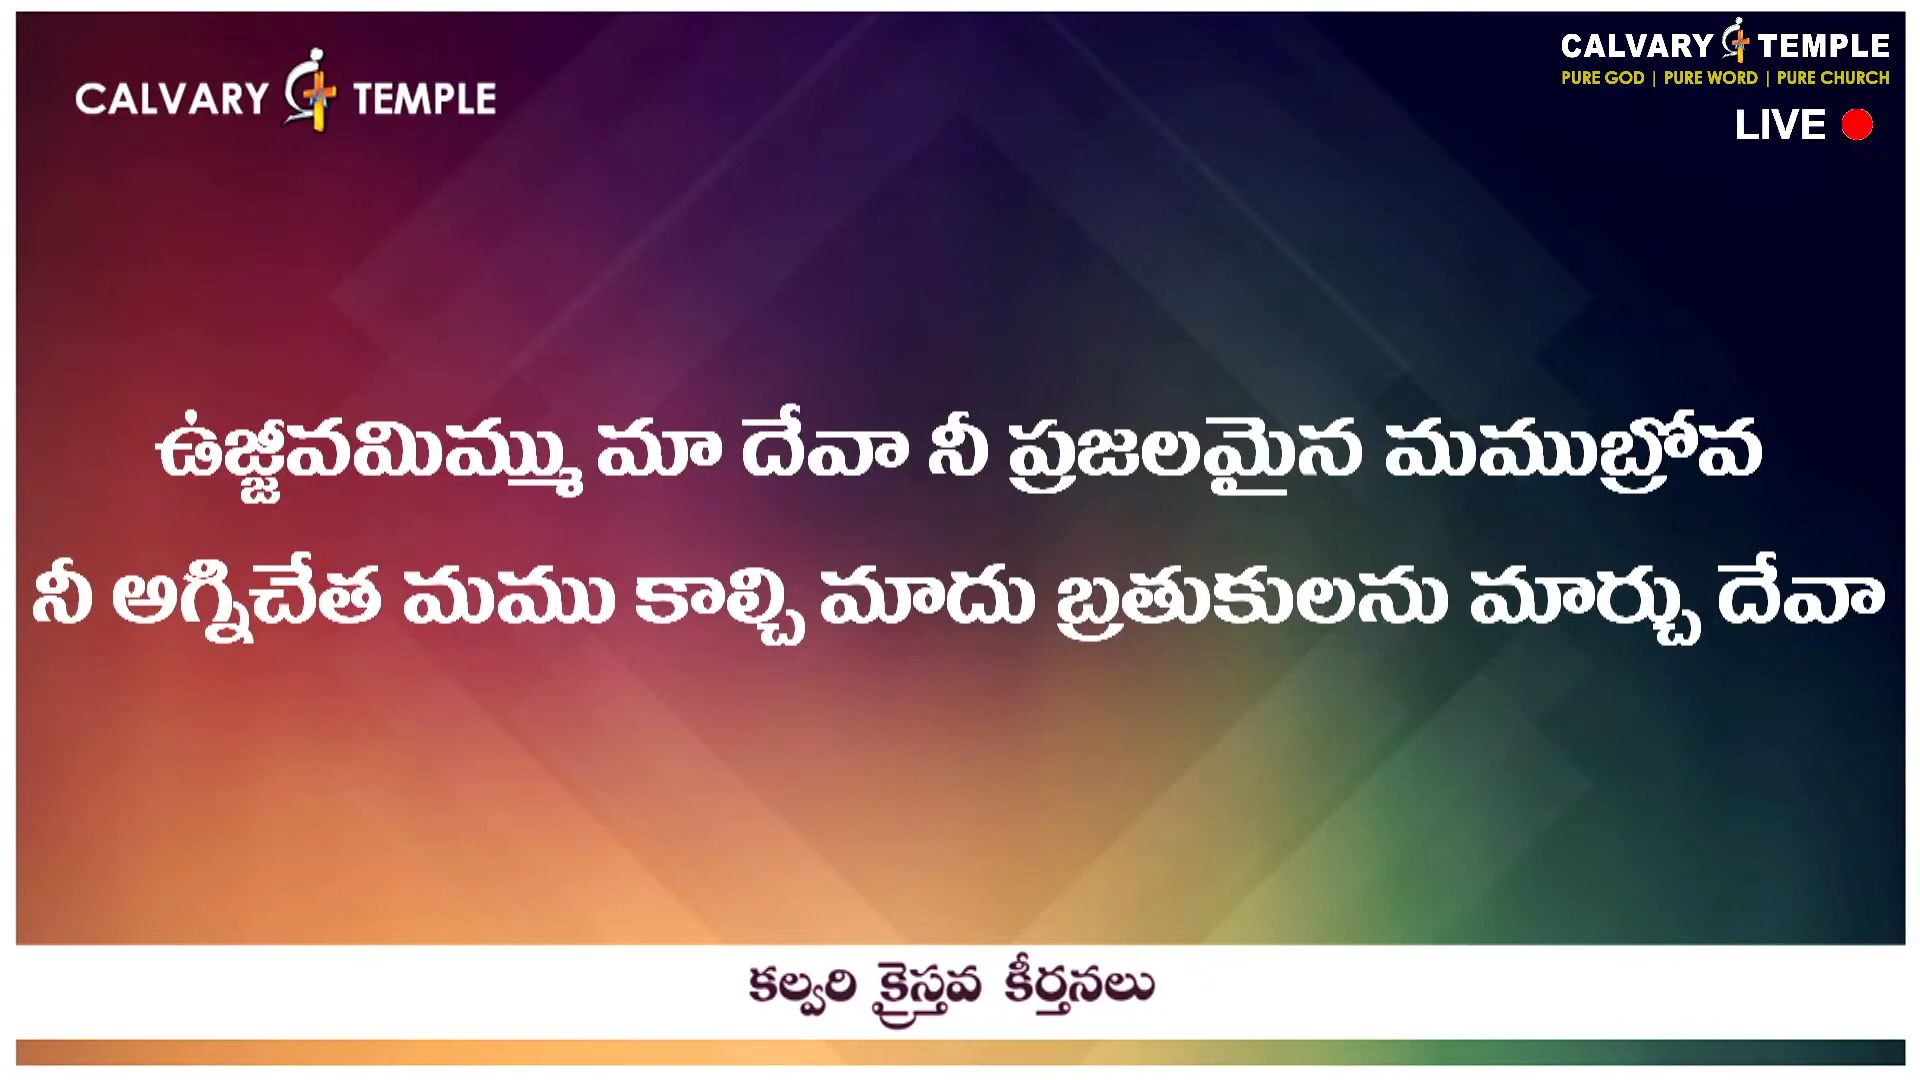 CALVARY TEMPLE
CALVARY TEMPLE
PURE GOD | PURE WORD | PURE CHURCH
LIVE
ఉజ్జీవమిమ్ము మా దేవా నీ ప్రజలమైన మముబ్రోవ
నీ అగ్నిచేత మము కాల్చి మాదు బ్రతుకులను మార్చు దేవా
కల్వరి క్రైస్తవ కీర్తనలు